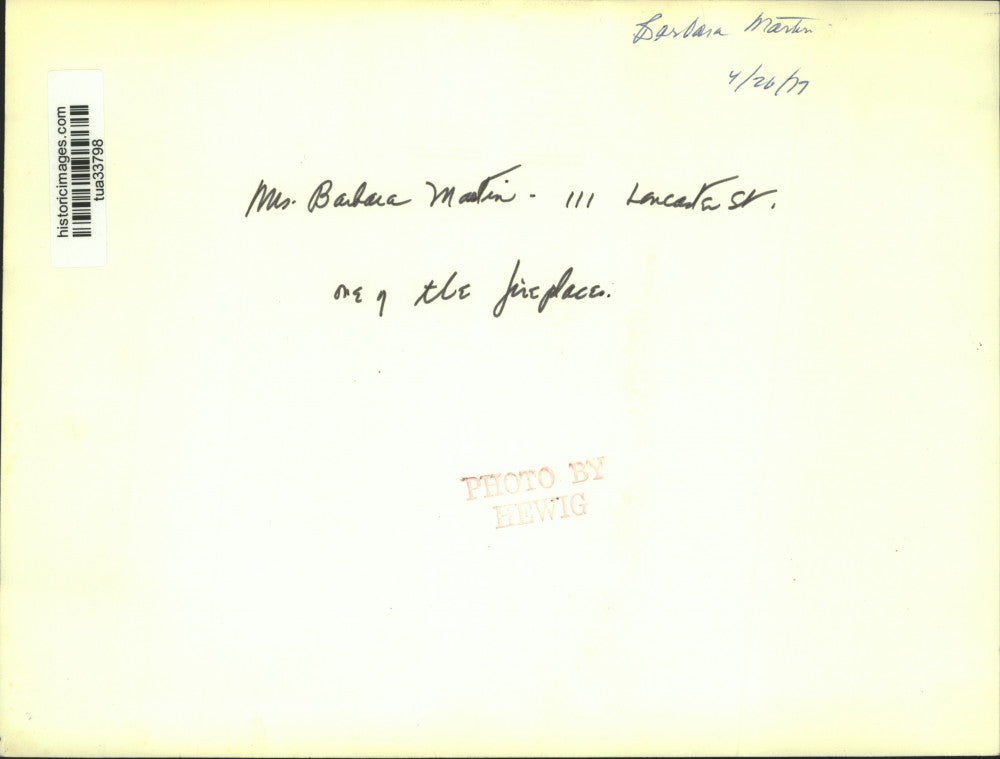 Barbara Martin
4/26/77
historicimages.com
tua33798
Mrs. Barbara Martin - 111 Lancaster St.
one of the fireplaces.
PHOTO BY
HEWIG